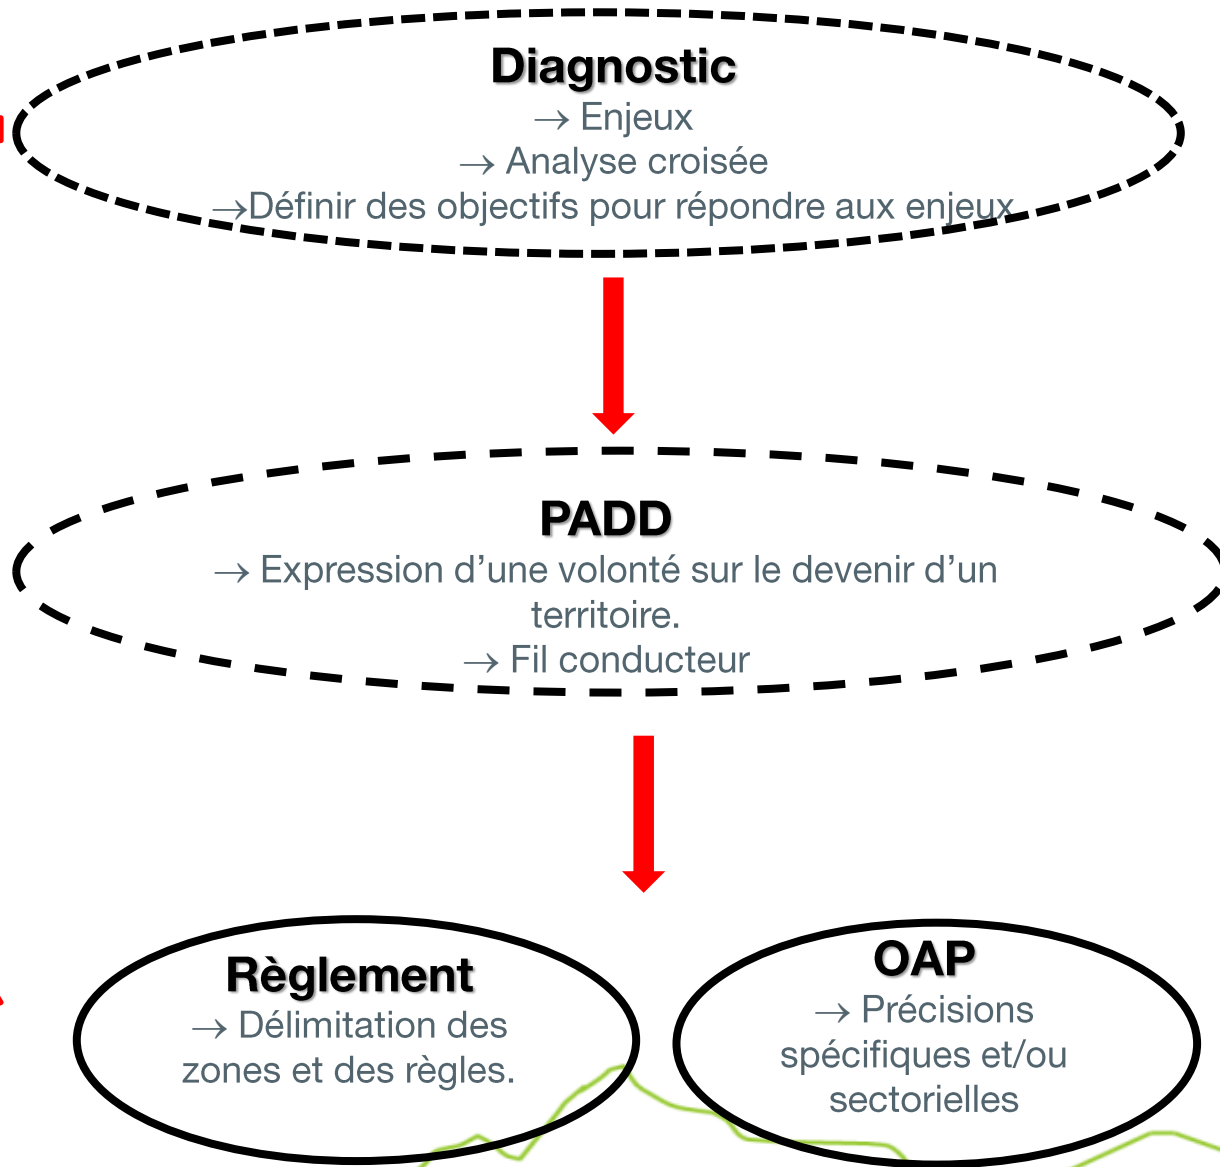 Diagnostic
→ Enjeux
→ Analyse croisée
→Définir des objectifs pour répondre aux enjeux
PADD
→ Expression d’une volonté sur le devenir d’un
territoire.
→ Fil conducteur
Règlement
→ Délimitation des
zones et des règles.
OAP
→ Précisions
spécifiques et/ou
sectorielles